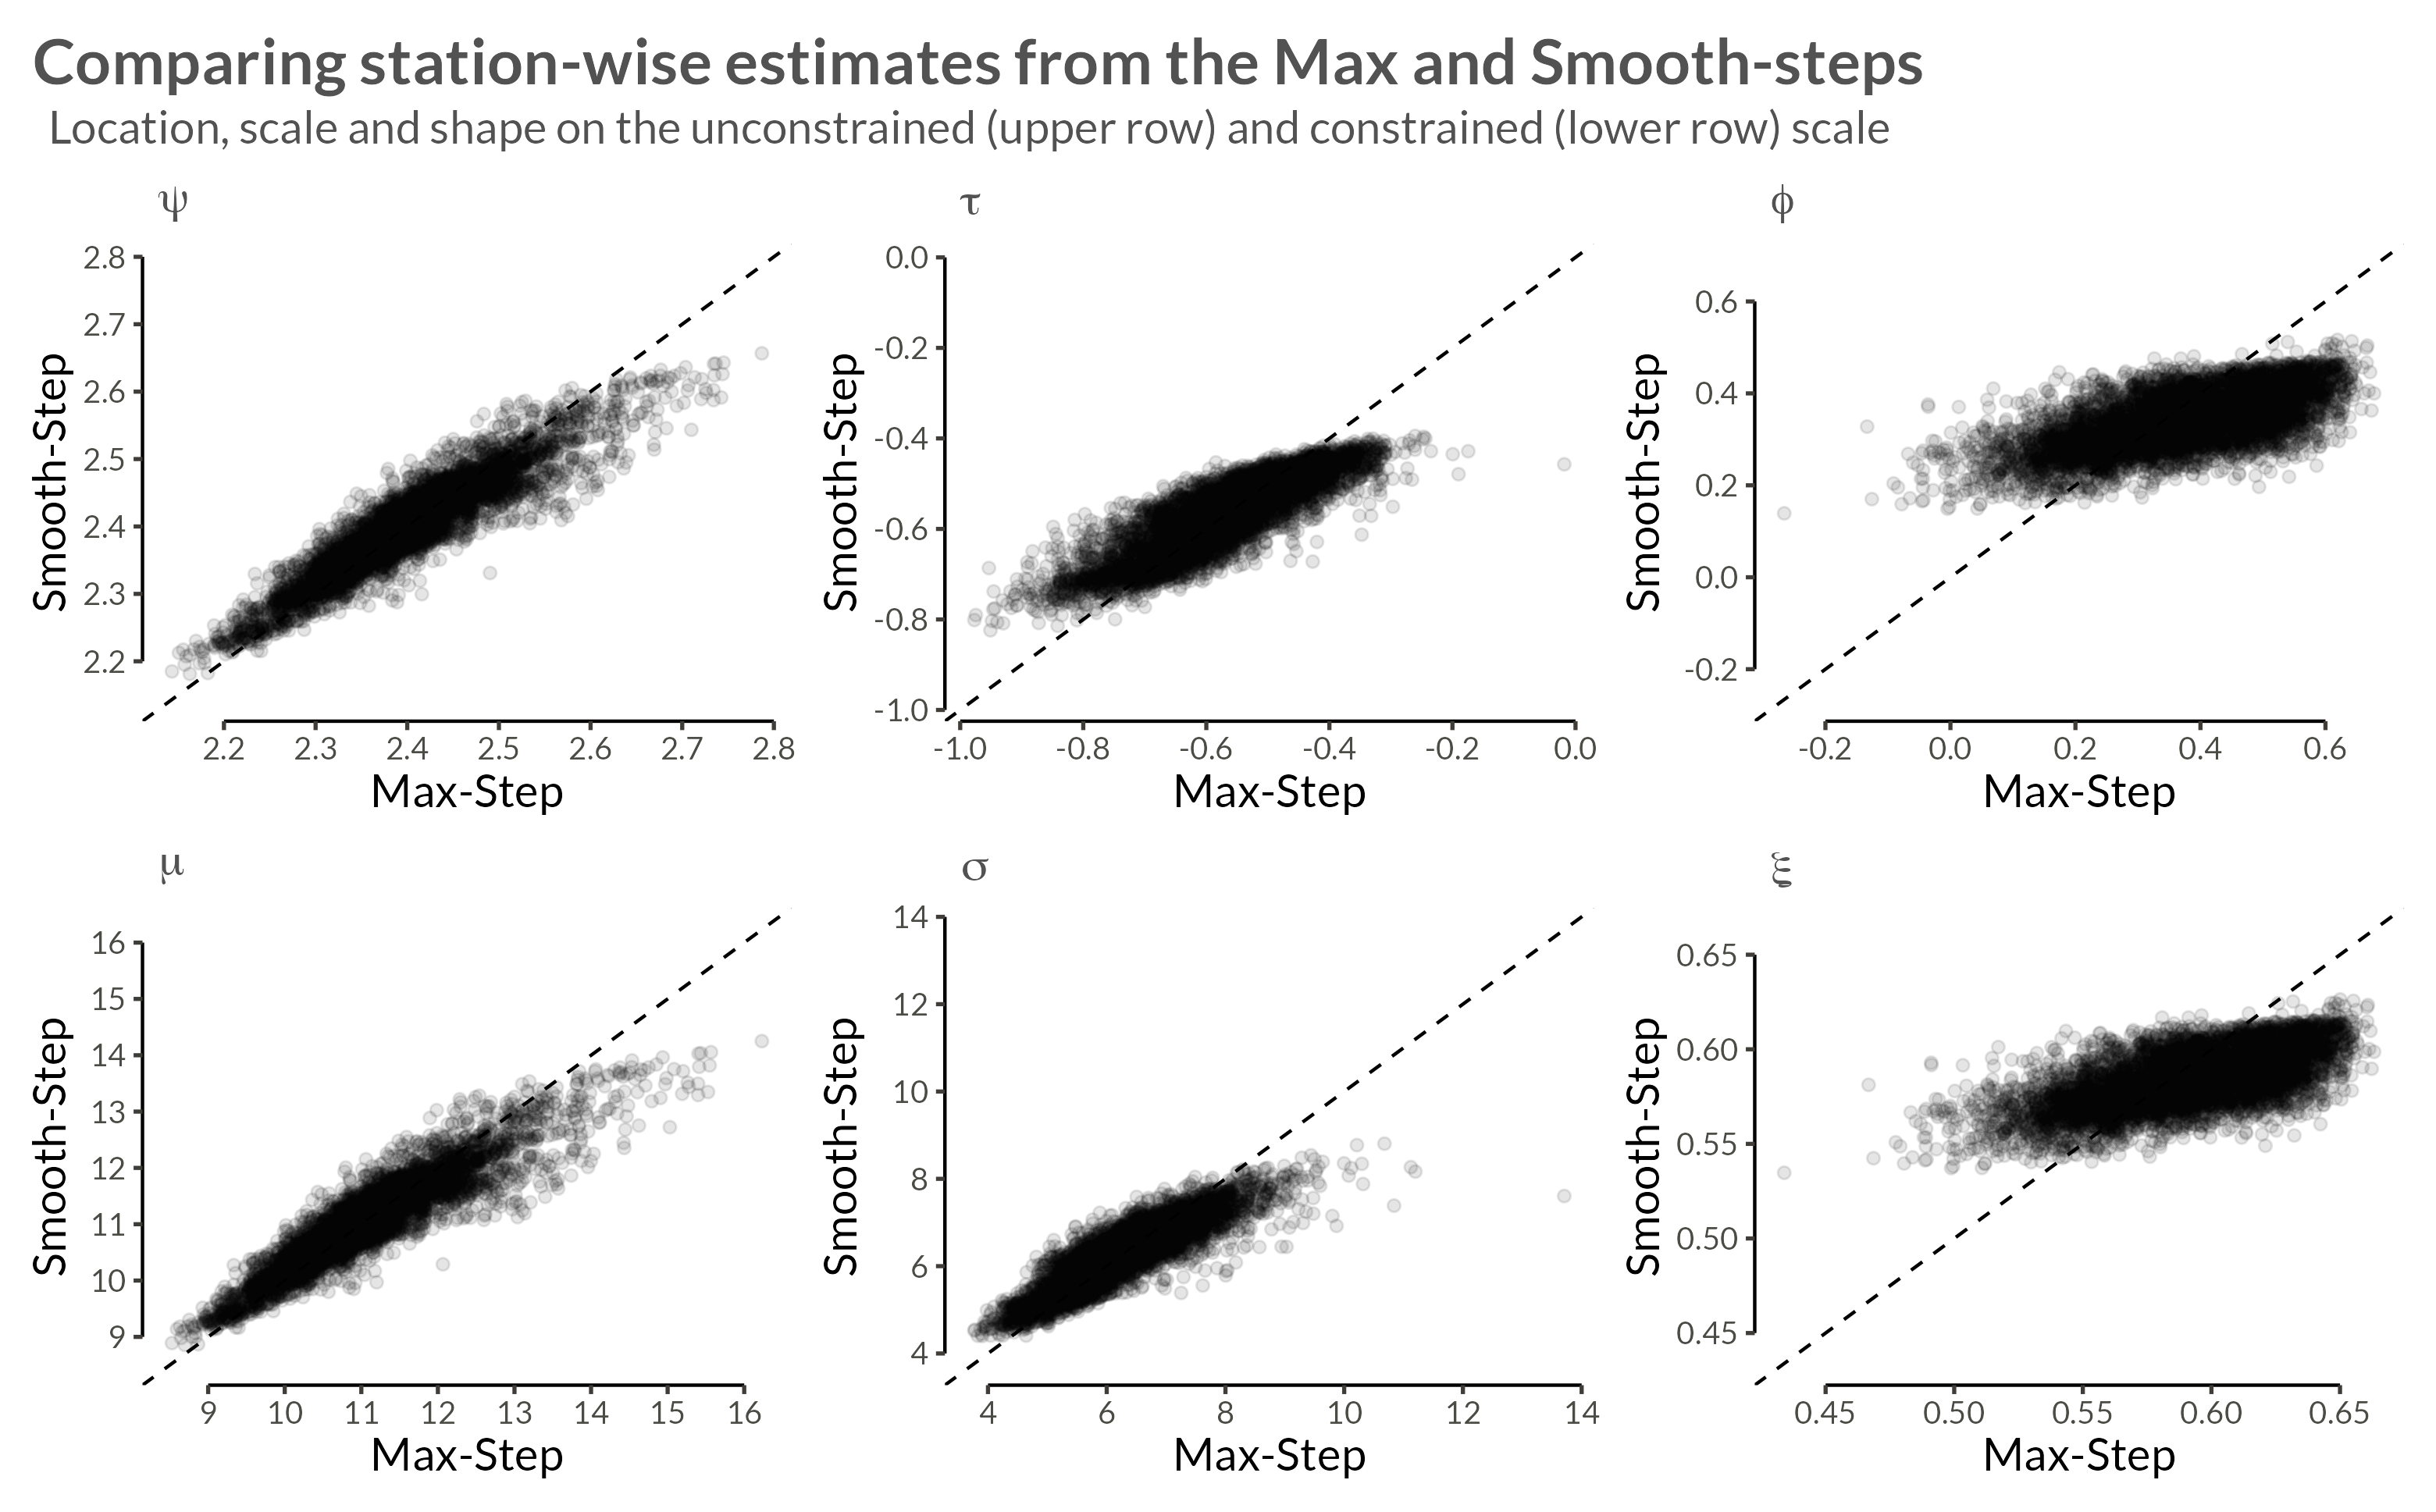 Comparing station-wise estimates from the Max and Smooth-steps
Location, scale and shape on the unconstrained (upper row) and constrained (lower row) scale
ψ
2.8
2.7
2.6
2.5
2.4
2.3
2.2
Smooth-Step
2.2 2.3 2.4 2.5 2.6 2.7 2.8
Max-Step
τ
0.0
-0.2
-0.4
-0.6
-0.8
-1.0
Smooth-Step
-1.0 -0.8 -0.6 -0.4 -0.2 0.0
Max-Step
ϕ
0.6
0.4
0.2
0.0
-0.2
Smooth-Step
-0.2 0.0 0.2 0.4 0.6
Max-Step
μ
16
15
14
13
12
11
10
9
Smooth-Step
9 10 11 12 13 14 15 16
Max-Step
σ
14
12
10
8
6
4
Smooth-Step
4 6 8 10 12 14
Max-Step
ξ
0.65
0.60
0.55
0.50
0.45
Smooth-Step
0.45 0.50 0.55 0.60 0.65
Max-Step